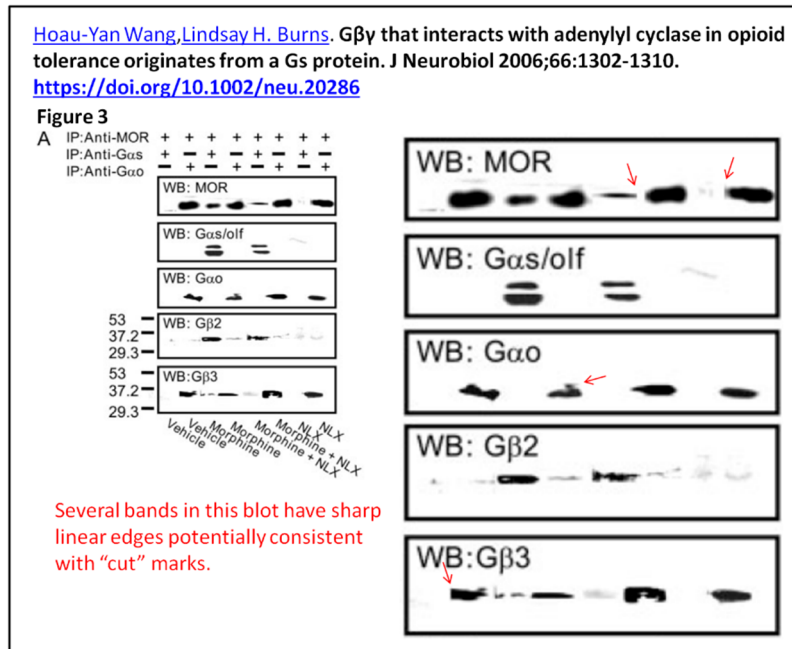 Hoau-Yan Wang,Lindsay H. Burns. Gβγ that interacts with adenylyl cyclase in opioid
tolerance originates from a Gs protein. J Neurobiol 2006;66:1302-1310.
https://doi.org/10.1002/neu.20286
Figure 3
A IP:Anti-MOR + + + + + + + +
IP:Anti-Gαs + − + − + − + −
IP:Anti-Gαo − + − + − + − +
WB: MOR
WB: Gαs/olf
WB: Gαo
53
37.2
29.3
WB: Gβ2
53
37.2
29.3
WB:Gβ3
Vehicle
Vehicle
Morphine
Morphine
Morphine + NLX
Morphine + NLX
NLX
NLX
Several bands in this blot have sharp
linear edges potentially consistent
with “cut” marks.
WB: MOR
WB: Gαs/olf
WB: Gαo
WB: Gβ2
WB:Gβ3